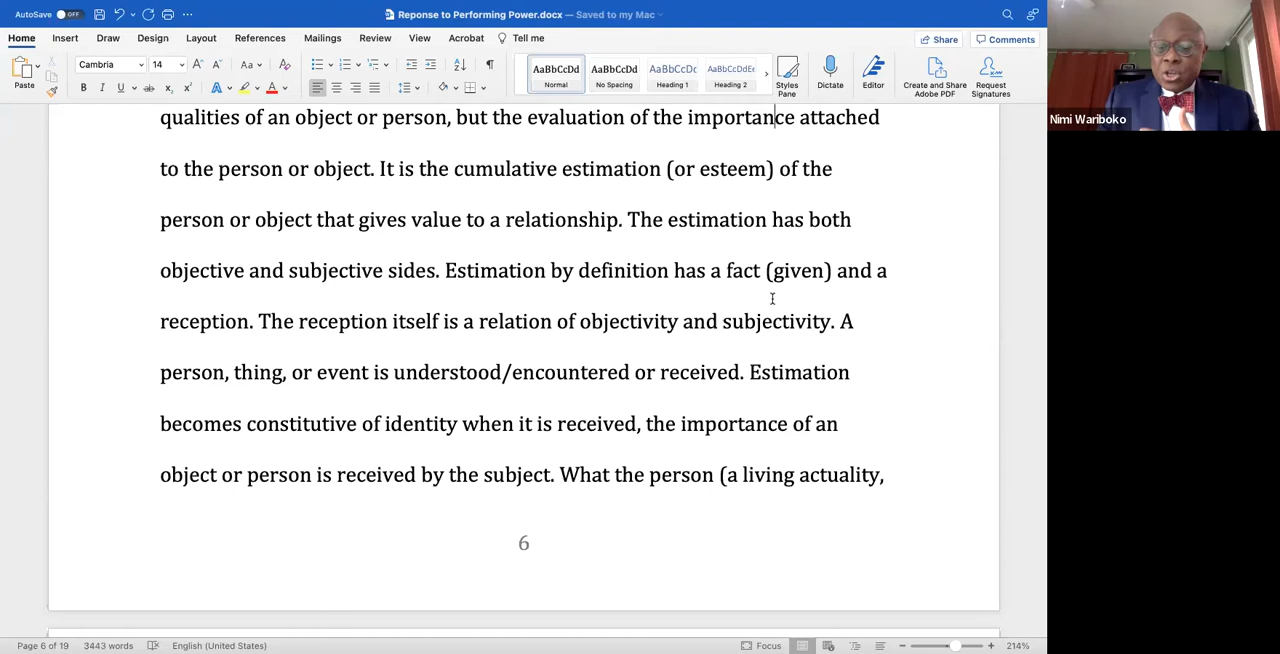 AutoSave OFF Reponse to Performing Power.docx — Saved to my Mac
Home Insert Draw Design Layout References Mailings Review View Acrobat Tell me Share Comments
Paste Cambria 14 Aa AaBbCcDd Normal AaBbCcDd No Spacing AaBbCcDc Heading 1 AaBbCcDdEe Heading 2 Styles Pane Dictate Editor Create and Share Adobe PDF Request Signatures
B I U ab x₂ x² A A
Nimi Wariboko
qualities of an object or person, but the evaluation of the importance attached
to the person or object. It is the cumulative estimation (or esteem) of the
person or object that gives value to a relationship. The estimation has both
objective and subjective sides. Estimation by definition has a fact (given) and a
reception. The reception itself is a relation of objectivity and subjectivity. A
person, thing, or event is understood/encountered or received. Estimation
becomes constitutive of identity when it is received, the importance of an
object or person is received by the subject. What the person (a living actuality,
6
Page 6 of 19 3443 words English (United States) Focus 214%